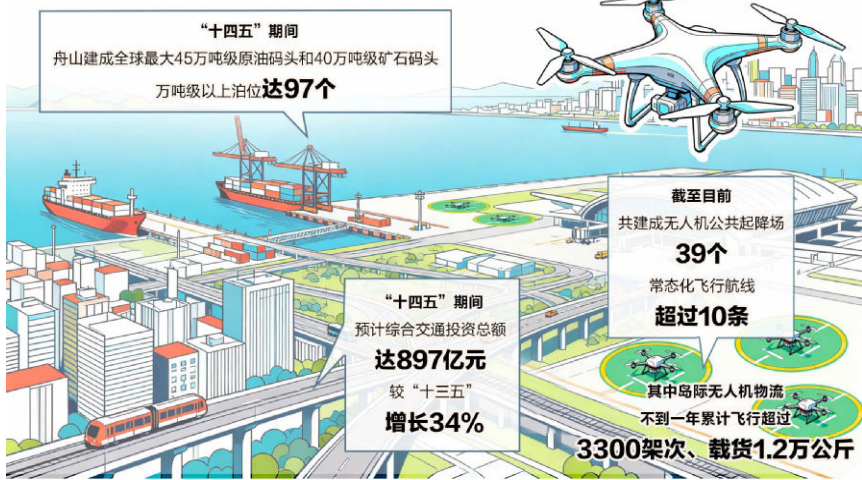 “十四五”期间
舟山建成全球最大45万吨级原油码头和40万吨级矿石码头
万吨级以上泊位达97个
截至目前
共建成无人机公共起降场
39个
常态化飞行航线
超过10条
“十四五”期间
预计综合交通投资总额
达897亿元
较“十三五”
增长34%
其中岛际无人机物流
不到一年累计飞行超过
3300架次、载货1.2万公斤